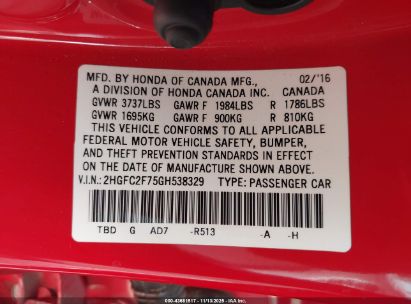 MFD. BY HONDA OF CANADA MFG., 02/'16
A DIVISION OF HONDA CANADA INC. CANADA
GVWR 3737LBS GAWR F 1984LBS R 1786LBS
GVWR 1695KG GAWR F 900KG R 810KG
THIS VEHICLE CONFORMS TO ALL APPLICABLE
FEDERAL MOTOR VEHICLE SAFETY, BUMPER,
AND THEFT PREVENTION STANDARDS IN EFFECT
ON THE DATE OF MANUFACTURE SHOWN ABOVE.
V.I.N: 2HGFC2F75GH538329 TYPE: PASSENGER CAR
TBD G AD7 -R513 -A -H